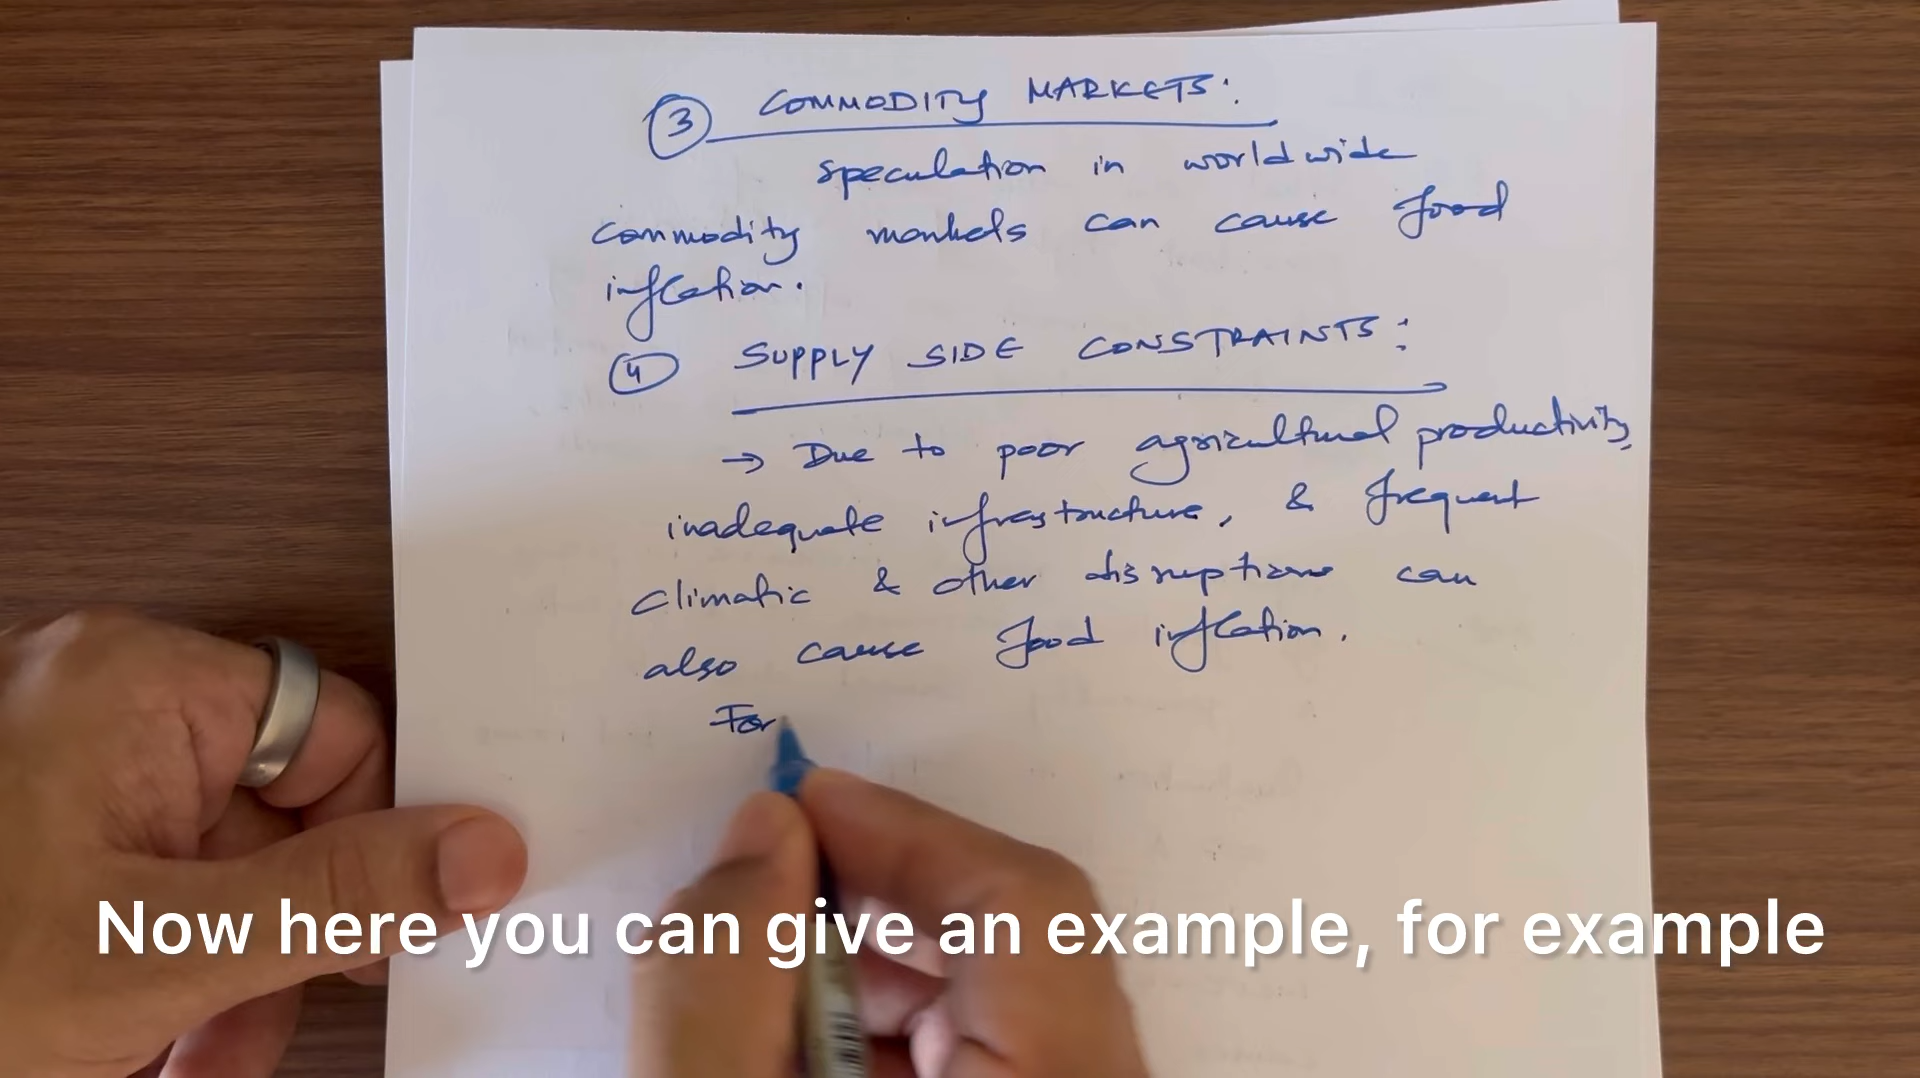 3 COMMODITY MARKETS:
speculation in worldwide
commodity markets can cause food
inflation.
4 SUPPLY SIDE CONSTRAINTS:
→ Due to poor agricultural productivity,
inadequate infrastructure, & frequent
climatic & other disruptions can
also cause food inflation.
For
Now here you can give an example, for example